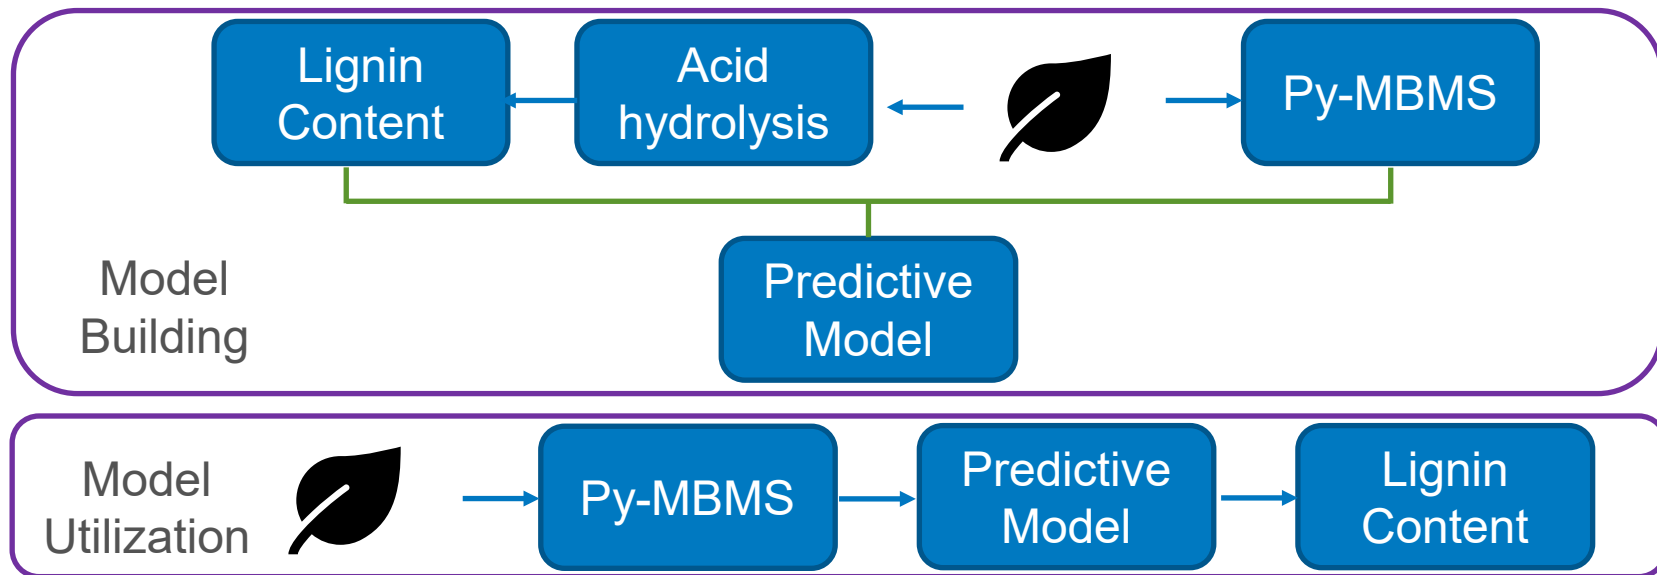 Lignin
Content
Acid
hydrolysis
Py-MBMS
Predictive
Model
Model
Building
Model
Utilization
Py-MBMS
Predictive
Model
Lignin
Content